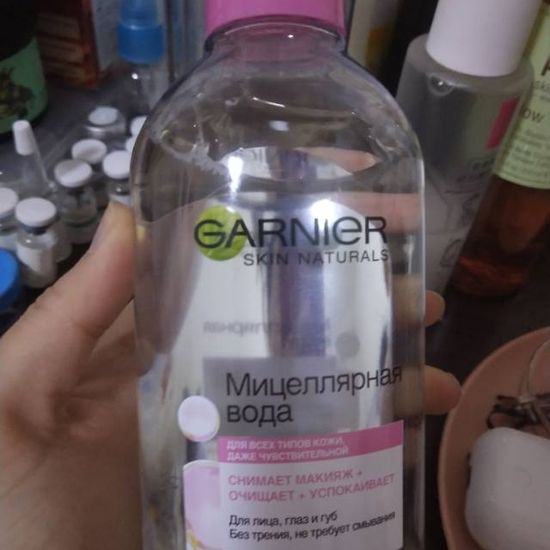 GARNIER
SKIN NATURALS
Мицеллярная
вода
ДЛЯ ВСЕХ ТИПОВ КОЖИ,
ДАЖЕ ЧУВСТВИТЕЛЬНОЙ
СНИМАЕТ МАКИЯЖ +
ОЧИЩАЕТ + УСПОКАИВАЕТ
Для лица, глаз и губ
Без трения, не требует смывания